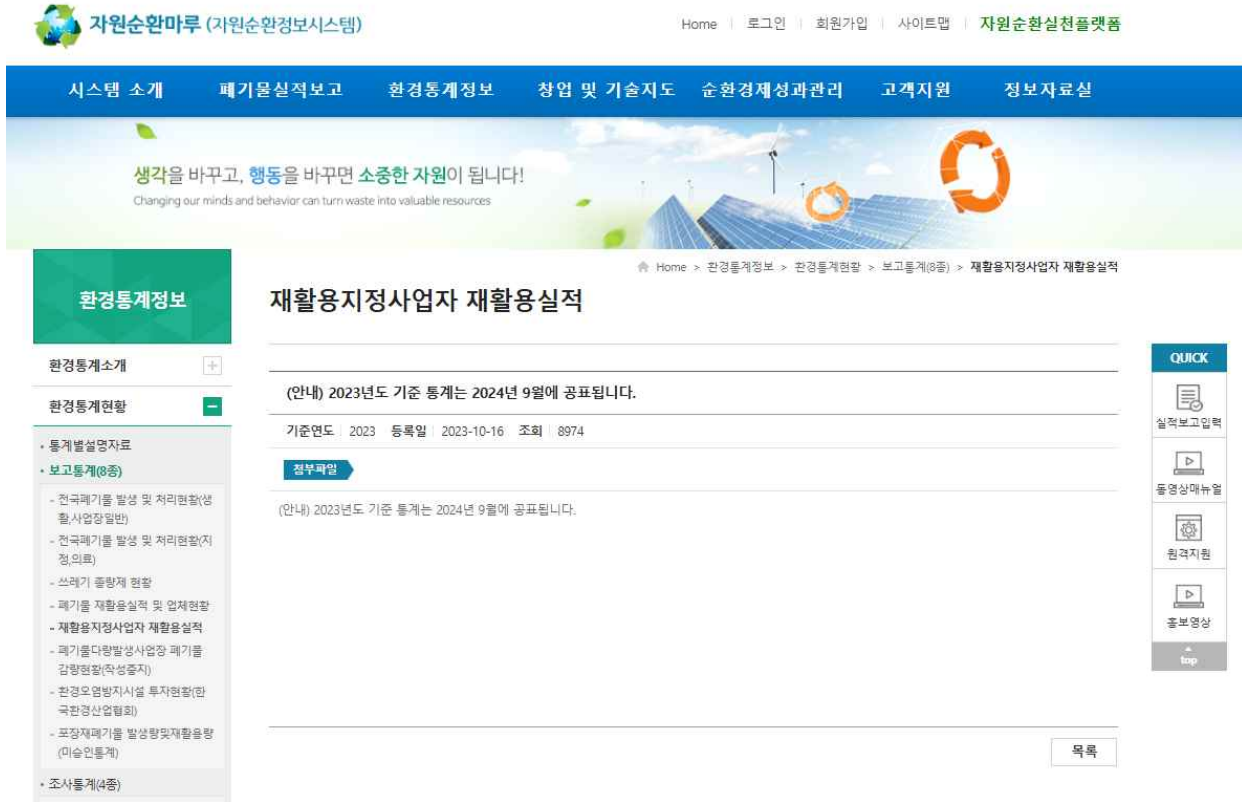 자원순환마루 (자원순환정보시스템)
Home 로그인 회원가입 사이트맵 자원순환실천플랫폼
시스템 소개 폐기물실적보고 환경통계정보 창업 및 기술지도 순환경제성과관리 고객지원 정보자료실
생각을 바꾸고, 행동을 바꾸면 소중한 자원이 됩니다!
Changing our minds and behavior can turn waste into valuable resources
Home > 환경통계정보 > 환경통계현황 > 보고통계(8종) > 재활용지정사업자 재활용실적
환경통계정보
환경통계소개
환경통계현황
• 통계별설명자료
• 보고통계(8종)
- 전국폐기물 발생 및 처리현황(생
활,사업장일반)
- 전국폐기물 발생 및 처리현황(지
정,의료)
- 쓰레기 종량제 현황
- 폐기물 재활용실적 및 업체현황
- 재활용지정사업자 재활용실적
- 폐기물다량발생사업장 폐기물
감량현황(작성중지)
- 환경오염방지시설 투자현황(한
국환경산업협회)
- 포장재폐기물 발생량및재활용량
(미승인통계)
• 조사통계(4종)
재활용지정사업자 재활용실적
(안내) 2023년도 기준 통계는 2024년 9월에 공표됩니다.
기준연도 2023 등록일 2023-10-16 조회 8974
첨부파일
(안내) 2023년도 기준 통계는 2024년 9월에 공표됩니다.
목록
QUICK
실적보고입력
동영상매뉴얼
원격지원
홍보영상
top